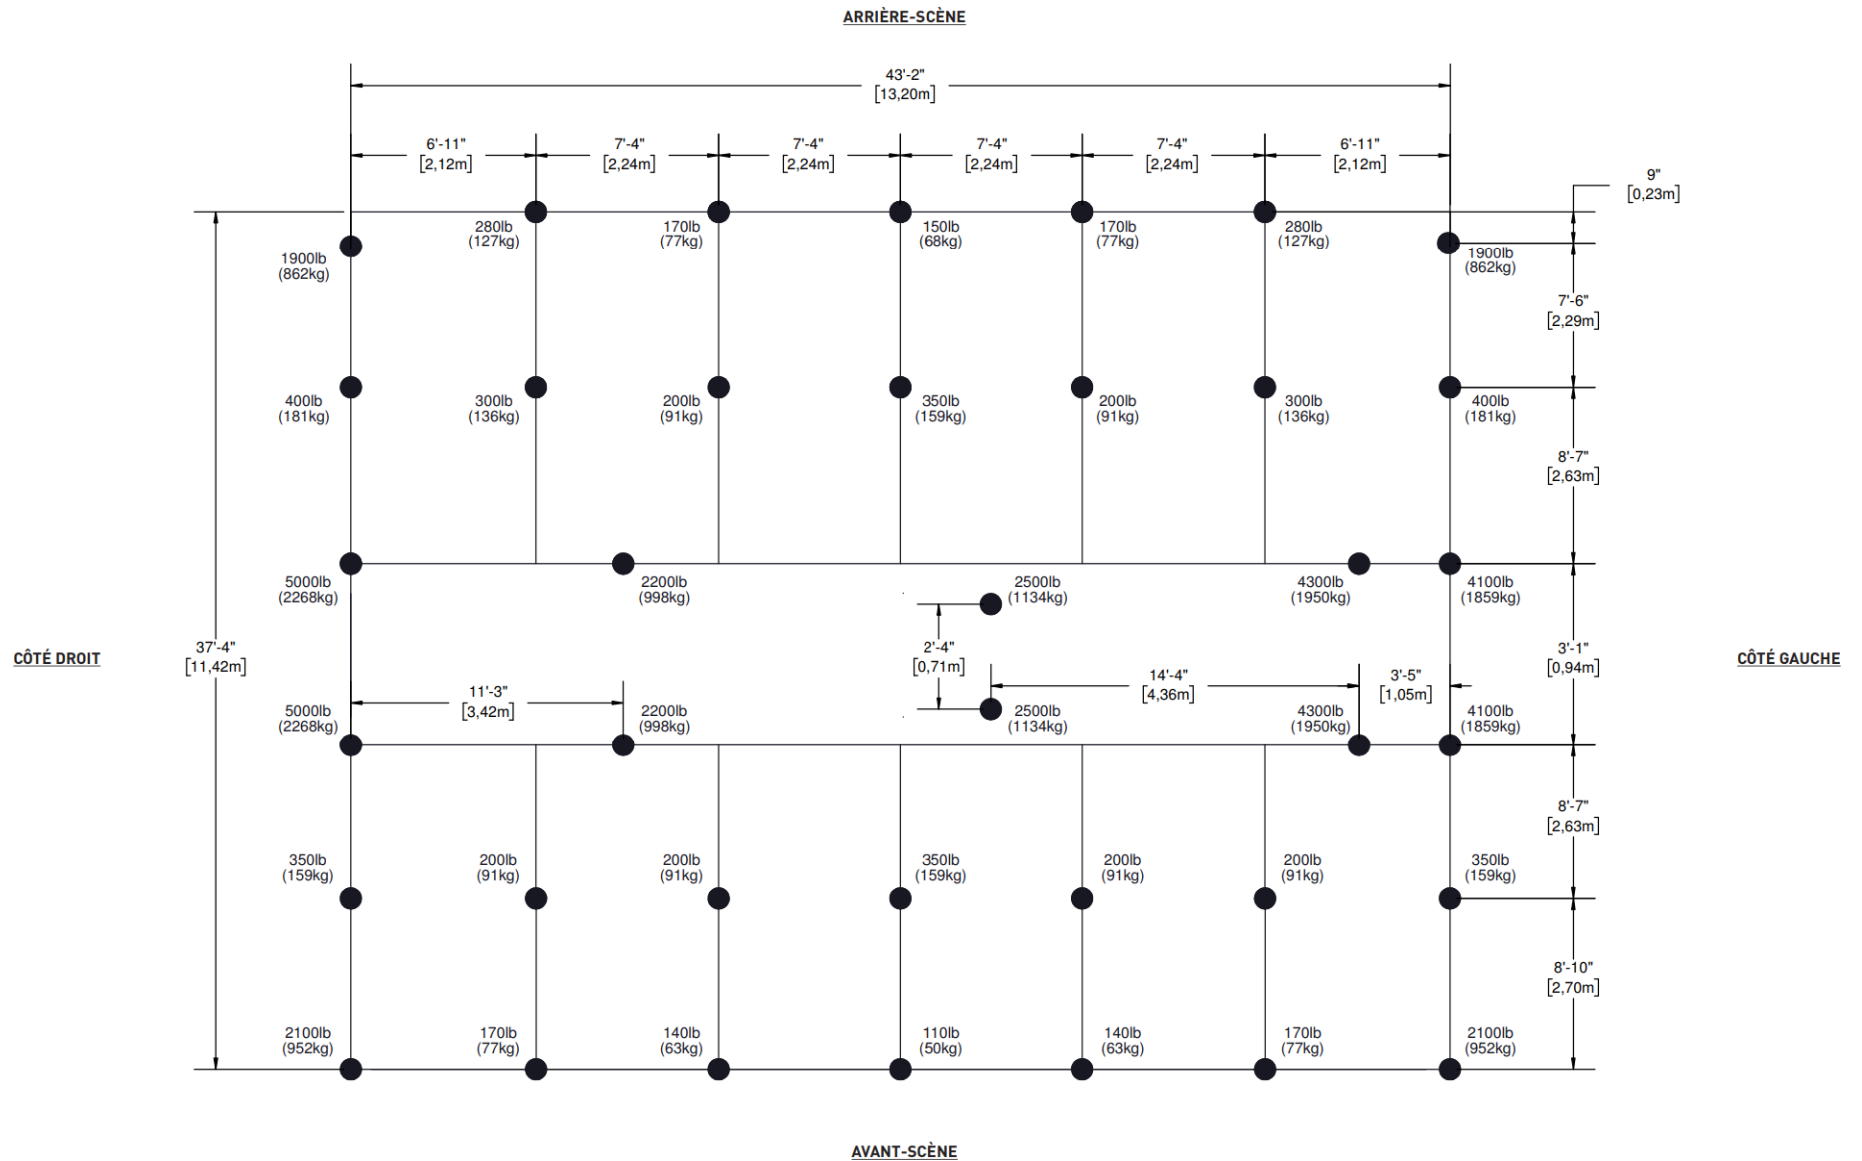 ARRIÈRE-SCÈNE
43'-2"
[13,20m]
6'-11"
[2,12m]
7'-4"
[2,24m]
7'-4"
[2,24m]
7'-4"
[2,24m]
7'-4"
[2,24m]
6'-11"
[2,12m]
9"
[0,23m]
280lb
(127kg)
170lb
(77kg)
150lb
(68kg)
170lb
(77kg)
280lb
(127kg)
1900lb
(862kg)
1900lb
(862kg)
7'-6"
[2,29m]
400lb
(181kg)
300lb
(136kg)
200lb
(91kg)
350lb
(159kg)
200lb
(91kg)
300lb
(136kg)
400lb
(181kg)
8'-7"
[2,63m]
5000lb
(2268kg)
2200lb
(998kg)
2500lb
(1134kg)
4300lb
(1950kg)
4100lb
(1859kg)
CÔTÉ DROIT
37'-4"
[11,42m]
2'-4"
[0,71m]
3'-1"
[0,94m]
CÔTÉ GAUCHE
11'-3"
[3,42m]
14'-4"
[4,36m]
3'-5"
[1,05m]
5000lb
(2268kg)
2200lb
(998kg)
2500lb
(1134kg)
4300lb
(1950kg)
4100lb
(1859kg)
8'-7"
[2,63m]
350lb
(159kg)
200lb
(91kg)
200lb
(91kg)
350lb
(159kg)
200lb
(91kg)
200lb
(91kg)
350lb
(159kg)
8'-10"
[2,70m]
2100lb
(952kg)
170lb
(77kg)
140lb
(63kg)
110lb
(50kg)
140lb
(63kg)
170lb
(77kg)
2100lb
(952kg)
AVANT-SCÈNE